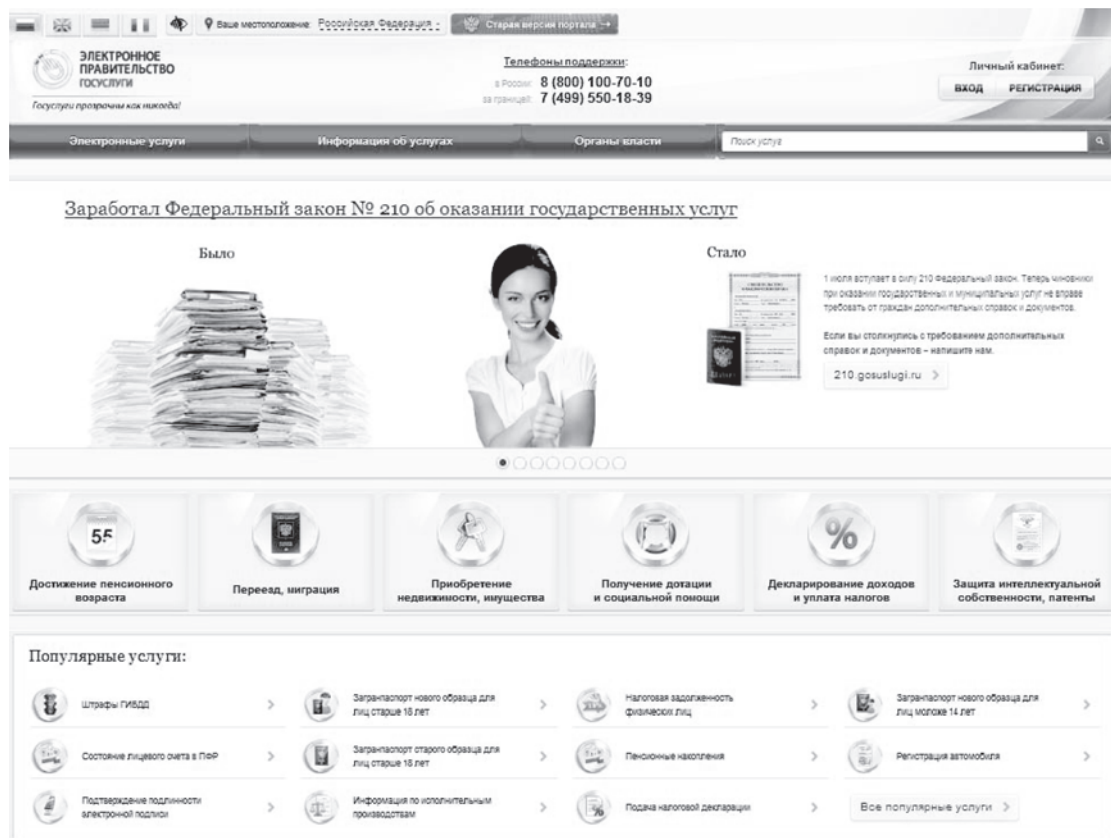 Ваше местоположение: Российская Федерация
Старая версия портала →
ЭЛЕКТРОННОЕ
ПРАВИТЕЛЬСТВО
ГОСУСЛУГИ
Госуслуги прозрачны как никогда!
Телефоны поддержки:
в России: 8 (800) 100-70-10
за границей: 7 (499) 550-18-39
Личный кабинет:
ВХОД РЕГИСТРАЦИЯ
Электронные услуги
Информация об услугах
Органы власти
Поиск услуг
Заработал Федеральный закон № 210 об оказании государственных услуг
Было
Стало
1 июля вступает в силу 210 Федеральный закон. Теперь чиновники
при оказании государственных и муниципальных услуг не вправе
требовать от граждан дополнительных справок и документов.
Если вы столкнулись с требованием дополнительных
справок и документов – напишите нам.
210.gosuslugi.ru
55
Достижение пенсионного
возраста
Переезд, миграция
Приобретение
недвижимости, имущества
Получение дотации
и социальной помощи
%
Декларирование доходов
и уплата налогов
Защита интеллектуальной
собственности, патенты
Популярные услуги:
Штрафы ГИБДД
Загранпаспорт нового образца для
лиц старше 18 лет
Налоговая задолженность
физических лиц
Загранпаспорт нового образца для
лиц моложе 14 лет
Состояние лицевого счета в ПФР
Загранпаспорт старого образца для
лиц старше 18 лет
Пенсионные накопления
Регистрация автомобиля
Подтверждение подлинности
электронной подписи
Информация по исполнительным
производствам
Подача налоговой декларации
Все популярные услуги